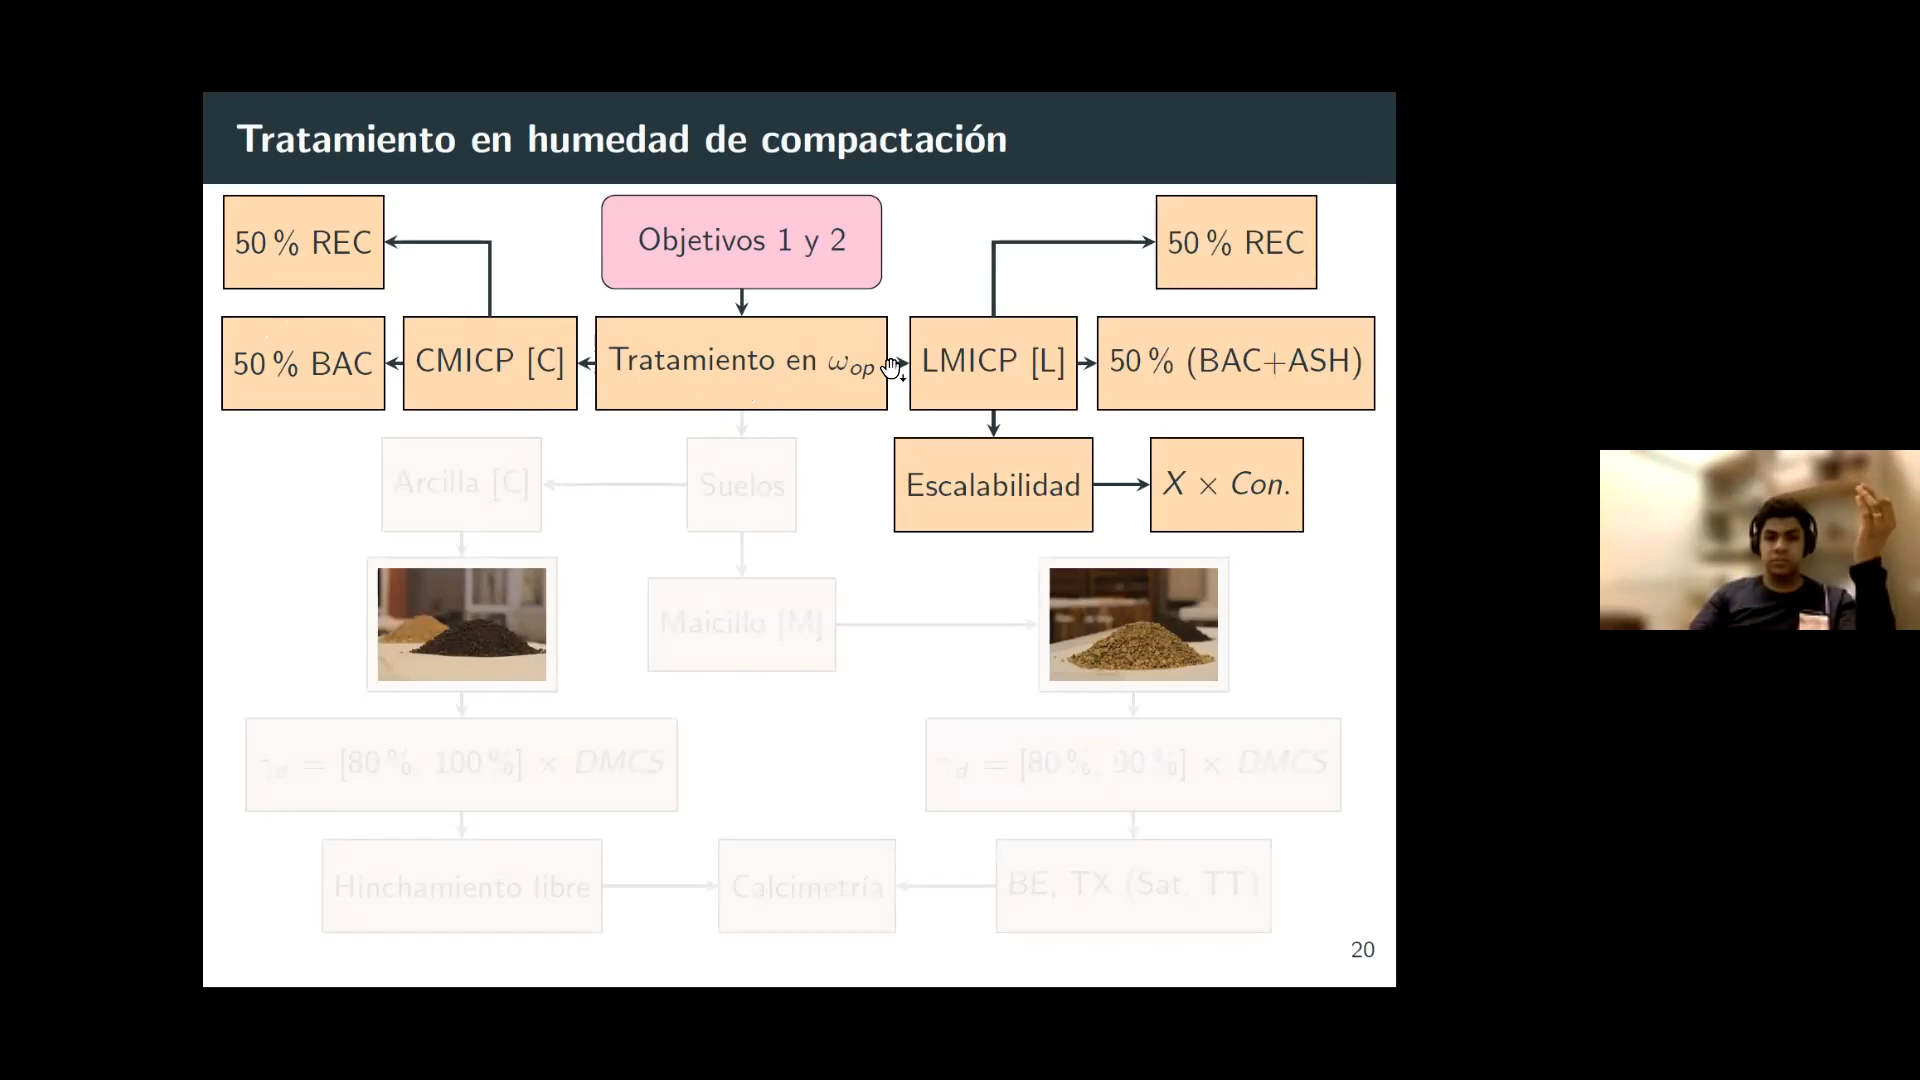 Tratamiento en humedad de compactación
50 % REC
Objetivos 1 y 2
50 % REC
50 % BAC
CMICP [C]
Tratamiento en ω_op
LMICP [L]
50 % (BAC+ASH)
Arcilla [C]
Suelos
Escalabilidad
X × Con.
Maicillo [M]
γ_d = [80 %, 100 %] × DMCS
γ_d = [80 %, 90 %] × DMCS
Hinchamiento libre
Calcimetría
BE, TX (Sat, TT)
20